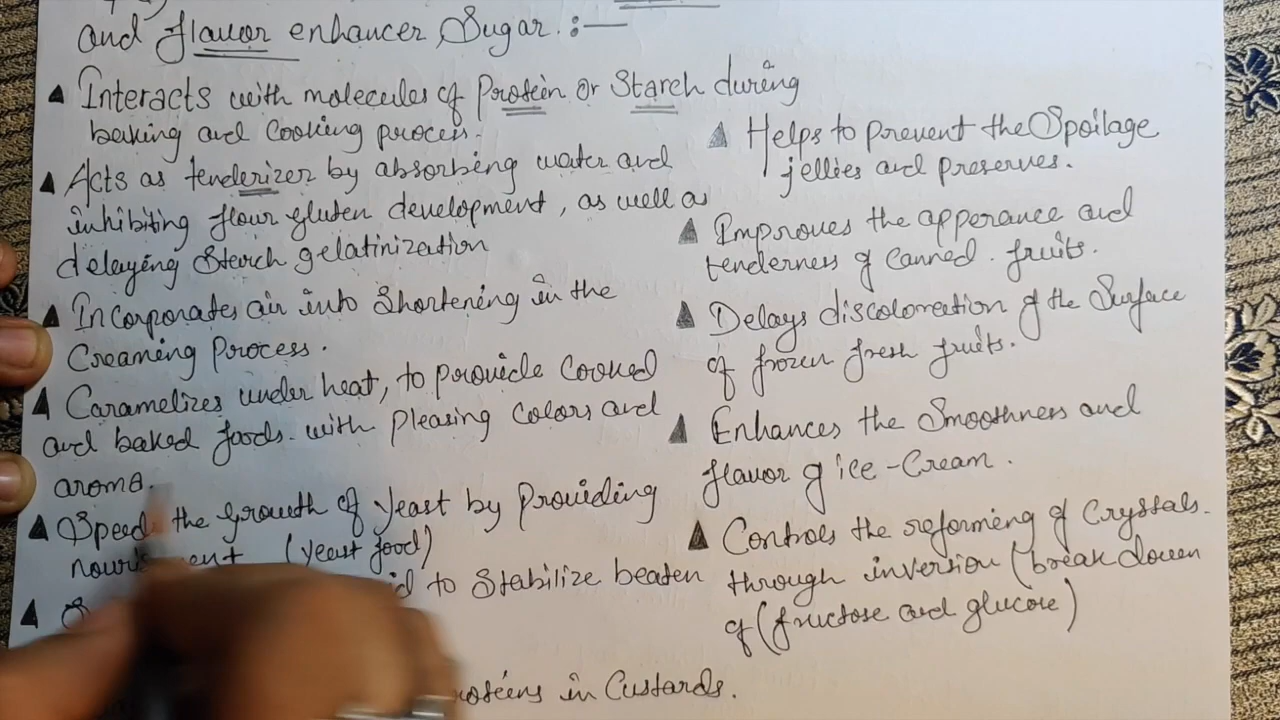 and flavor enhancer Sugar :—
Interacts with molecules of Protein or Starch during
baking and Cooking process.
Acts as tenderizer by absorbing water and
inhibiting flour gluten development, as well as
delaying Starch gelatinization
Incorporates air into Shortening in the
Creaming Process.
Caramelizes under heat, to provide Cooked
and baked foods. with Pleasing Colors and
aroma.
Speeds the growth of yeast by Providing
(yeast food)
to Stabilize beaten
in Custards.
Helps to prevent the Spoilage
jellies and preserves.
Improves the apperance and
tenderness of Canned. fruits.
Delays discoloration of the Surface
of frozen fresh fruits.
Enhances the Smoothness and
flavor of ice-Cream.
Controls the reforming of Crystals.
through inversion (break down
of (fructose and glucose)